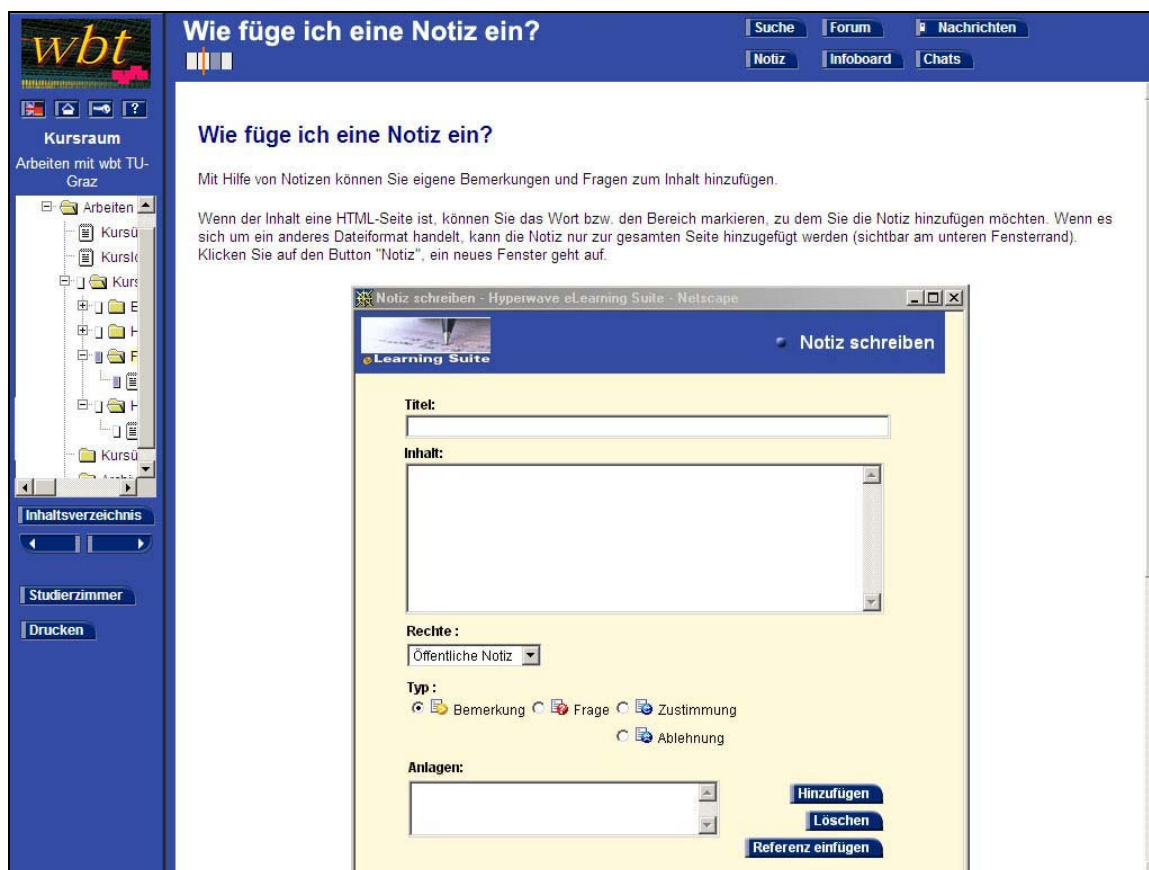 wbt
Wie füge ich eine Notiz ein?
Suche
Forum
Nachrichten
Notiz
Infoboard
Chats
?
Kursraum
Arbeiten mit wbt TU-
Graz
Arbeiten
Kursü
Kurs
E
H
F
H
Kursü
Inhaltsverzeichnis
Studierzimmer
Drucken
Wie füge ich eine Notiz ein?
Mit Hilfe von Notizen können Sie eigene Bemerkungen und Fragen zum Inhalt hinzufügen.
Wenn der Inhalt eine HTML-Seite ist, können Sie das Wort bzw. den Bereich markieren, zu dem Sie die Notiz hinzufügen möchten. Wenn es
sich um ein anderes Dateiformat handelt, kann die Notiz nur zur gesamten Seite hinzugefügt werden (sichtbar am unteren Fensterrand).
Klicken Sie auf den Button "Notiz", ein neues Fenster geht auf.
Notiz schreiben - Hyperwave eLearning Suite - Netscape
eLearning Suite
Notiz schreiben
Titel:
Inhalt:
Rechte :
Öffentliche Notiz
Typ :
Bemerkung Frage Zustimmung
Ablehnung
Anlagen:
Hinzufügen
Löschen
Referenz einfügen